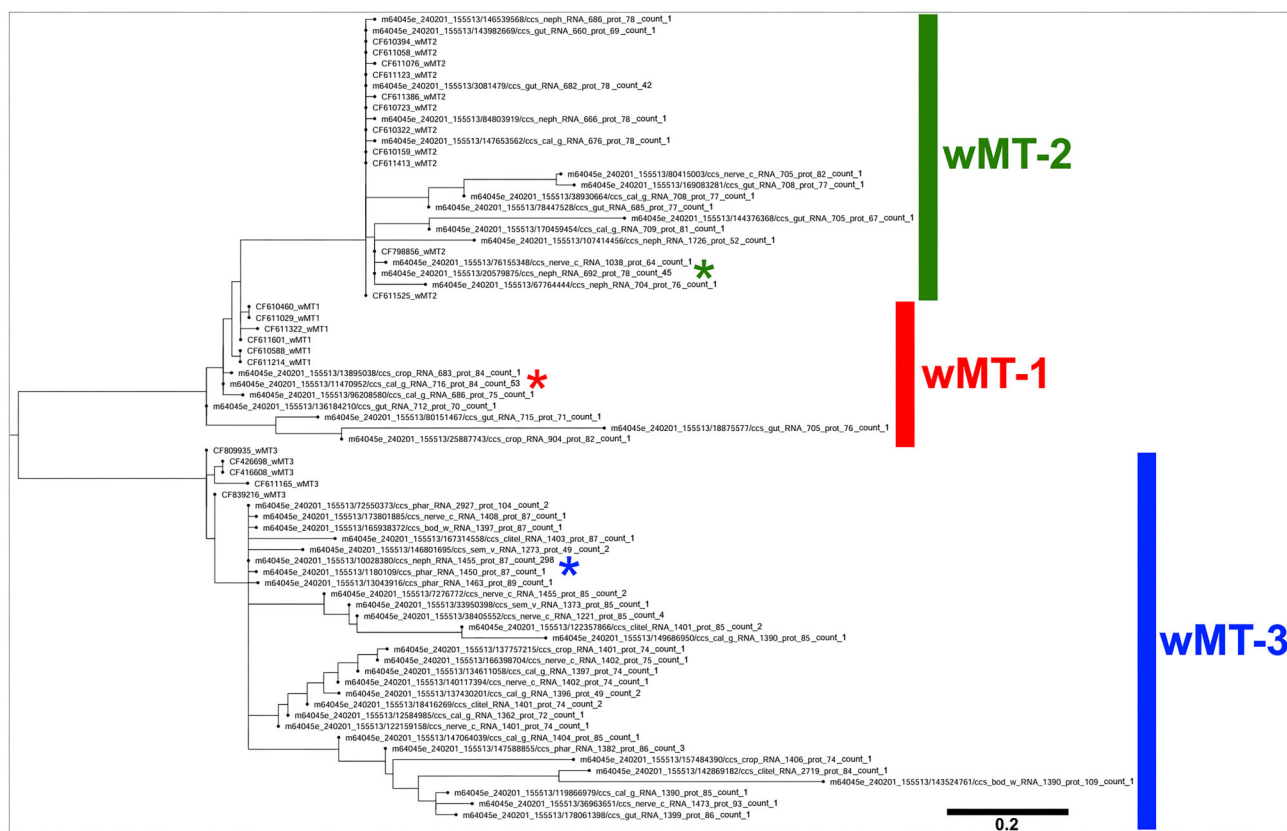 m64045e_240201_155513/146539568/ccs_neph_RNA_686_prot_78_count_1
m64045e_240201_155513/143982669/ccs_gut_RNA_660_prot_69_count_1
CF610394_wMT2
CF611058_wMT2
CF611076_wMT2
CF611123_wMT2
m64045e_240201_155513/3081479/ccs_gut_RNA_682_prot_78_count_42
CF611386_wMT2
CF610723_wMT2
m64045e_240201_155513/84803919/ccs_neph_RNA_666_prot_78_count_1
CF610322_wMT2
m64045e_240201_155513/147653562/ccs_cal_g_RNA_676_prot_78_count_1
CF610159_wMT2
CF611413_wMT2
wMT-2
m64045e_240201_155513/80415003/ccs_nerve_c_RNA_705_prot_82_count_1
m64045e_240201_155513/169083281/ccs_gut_RNA_708_prot_77_count_1
m64045e_240201_155513/38930664/ccs_cal_g_RNA_708_prot_77_count_1
m64045e_240201_155513/78447528/ccs_gut_RNA_685_prot_77_count_1
m64045e_240201_155513/144376368/ccs_gut_RNA_705_prot_67_count_1
m64045e_240201_155513/170459454/ccs_cal_g_RNA_709_prot_81_count_1
m64045e_240201_155513/107414456/ccs_neph_RNA_1726_prot_52_count_1
CF798856_wMT2
m64045e_240201_155513/76155348/ccs_nerve_c_RNA_1038_prot_64_count_1
m64045e_240201_155513/20579875/ccs_neph_RNA_692_prot_78_count_45 *
m64045e_240201_155513/67764444/ccs_neph_RNA_704_prot_76_count_1
CF611525_wMT2
CF610460_wMT1
CF611029_wMT1
CF611322_wMT1
CF611601_wMT1
CF610588_wMT1
CF611214_wMT1
m64045e_240201_155513/13895038/ccs_crop_RNA_683_prot_84_count_1
wMT-1
m64045e_240201_155513/11470952/ccs_cal_g_RNA_716_prot_84_count_53 *
m64045e_240201_155513/96208580/ccs_cal_g_RNA_686_prot_75_count_1
m64045e_240201_155513/136184210/ccs_gut_RNA_712_prot_70_count_1
m64045e_240201_155513/80151467/ccs_gut_RNA_715_prot_71_count_1
m64045e_240201_155513/18875577/ccs_gut_RNA_705_prot_76_count_1
m64045e_240201_155513/25887743/ccs_crop_RNA_904_prot_82_count_1
CF809935_wMT3
CF426698_wMT3
CF416608_wMT3
CF611165_wMT3
CF839216_wMT3
m64045e_240201_155513/72550373/ccs_phar_RNA_2927_prot_104_count_2
m64045e_240201_155513/173801885/ccs_nerve_c_RNA_1408_prot_87_count_1
m64045e_240201_155513/165938372/ccs_bod_w_RNA_1397_prot_87_count_1
m64045e_240201_155513/167314558/ccs_clitel_RNA_1403_prot_87_count_1
m64045e_240201_155513/146801695/ccs_sem_v_RNA_1273_prot_49_count_2
m64045e_240201_155513/10028380/ccs_neph_RNA_1455_prot_87_count_298 *
m64045e_240201_155513/1180109/ccs_phar_RNA_1450_prot_87_count_1
m64045e_240201_155513/13043916/ccs_phar_RNA_1463_prot_89_count_1
m64045e_240201_155513/7276772/ccs_nerve_c_RNA_1455_prot_85_count_2
m64045e_240201_155513/33950398/ccs_sem_v_RNA_1373_prot_85_count_1
m64045e_240201_155513/38405552/ccs_nerve_c_RNA_1221_prot_85_count_4
m64045e_240201_155513/122357866/ccs_clitel_RNA_1401_prot_85_count_2
m64045e_240201_155513/149686950/ccs_cal_g_RNA_1390_prot_85_count_1
wMT-3
m64045e_240201_155513/137757215/ccs_crop_RNA_1401_prot_74_count_1
m64045e_240201_155513/166398704/ccs_nerve_c_RNA_1402_prot_75_count_1
m64045e_240201_155513/134611058/ccs_cal_g_RNA_1397_prot_74_count_1
m64045e_240201_155513/140117394/ccs_nerve_c_RNA_1402_prot_74_count_1
m64045e_240201_155513/137430201/ccs_cal_g_RNA_1396_prot_49_count_2
m64045e_240201_155513/18416269/ccs_clitel_RNA_1401_prot_74_count_2
m64045e_240201_155513/12584985/ccs_cal_g_RNA_1362_prot_72_count_1
m64045e_240201_155513/122159158/ccs_nerve_c_RNA_1401_prot_74_count_1
m64045e_240201_155513/147064039/ccs_cal_g_RNA_1404_prot_85_count_1
m64045e_240201_155513/147588855/ccs_phar_RNA_1382_prot_86_count_3
m64045e_240201_155513/157484390/ccs_crop_RNA_1406_prot_74_count_1
m64045e_240201_155513/142869182/ccs_clitel_RNA_2719_prot_84_count_1
m64045e_240201_155513/143524761/ccs_bod_w_RNA_1390_prot_109_count_1
m64045e_240201_155513/119866979/ccs_cal_g_RNA_1390_prot_85_count_1
m64045e_240201_155513/36963651/ccs_nerve_c_RNA_1473_prot_93_count_1
m64045e_240201_155513/178061398/ccs_gut_RNA_1399_prot_86_count_1
0.2